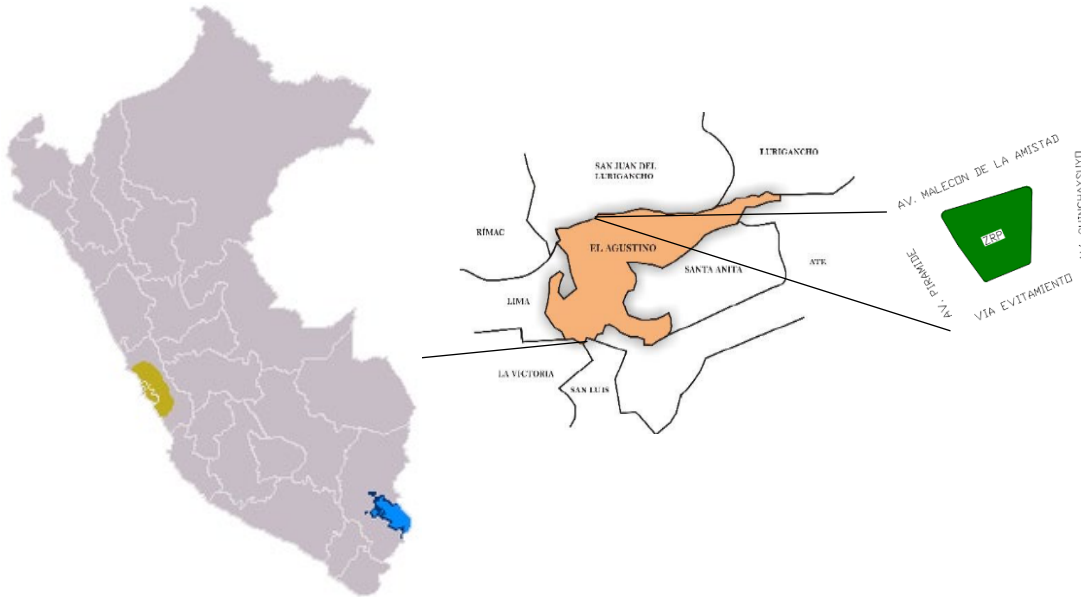 SAN JUAN DEL
LURIGANCHO
LURIGANCHO
RÍMAC
EL AGUSTINO
SANTA ANITA
ATE
LIMA
LA VICTORIA
SAN LUIS
AV. MALECON DE LA AMISTAD
ZRP
AV. PIRAMIDE
VIA EVITAMIENTO